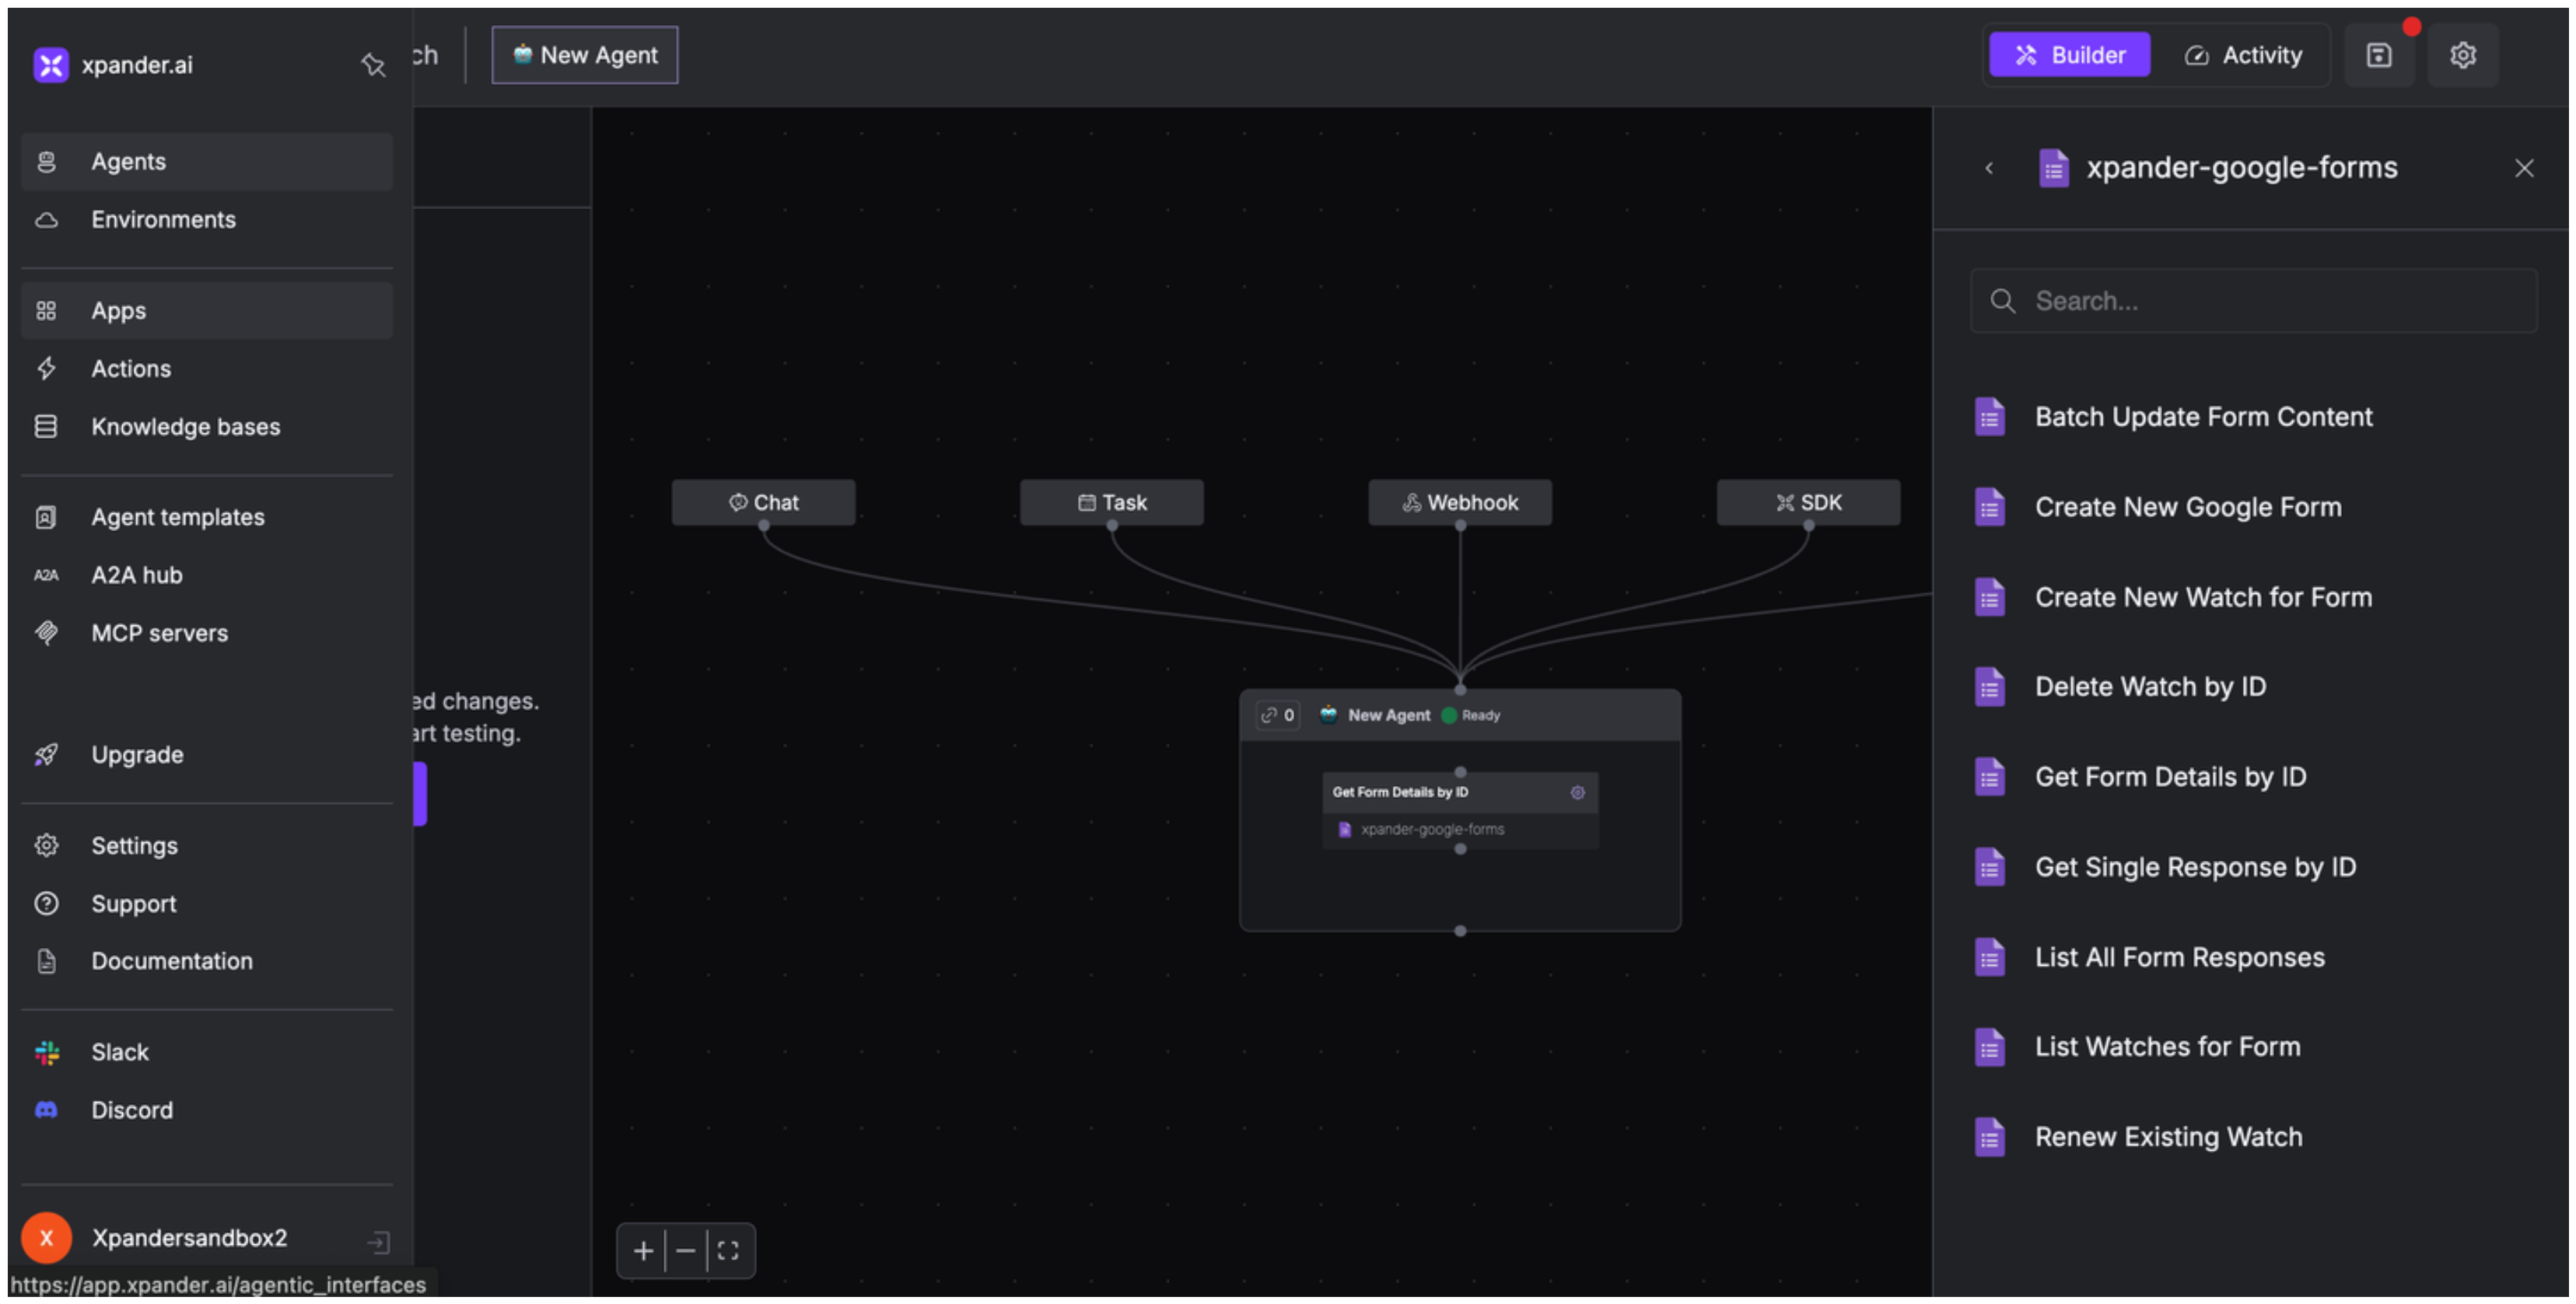 xpander.ai
Agents
Environments
Apps
Actions
Knowledge bases
Agent templates
A2A A2A hub
MCP servers
Upgrade
Settings
Support
Documentation
Slack
Discord
X Xpandersandbox2
https://app.xpander.ai/agentic_interfaces
ch
New Agent
Builder
Activity
ed changes.
art testing.
Chat
Task
Webhook
SDK
0 New Agent Ready
Get Form Details by ID
xpander-google-forms
xpander-google-forms
Search...
Batch Update Form Content
Create New Google Form
Create New Watch for Form
Delete Watch by ID
Get Form Details by ID
Get Single Response by ID
List All Form Responses
List Watches for Form
Renew Existing Watch